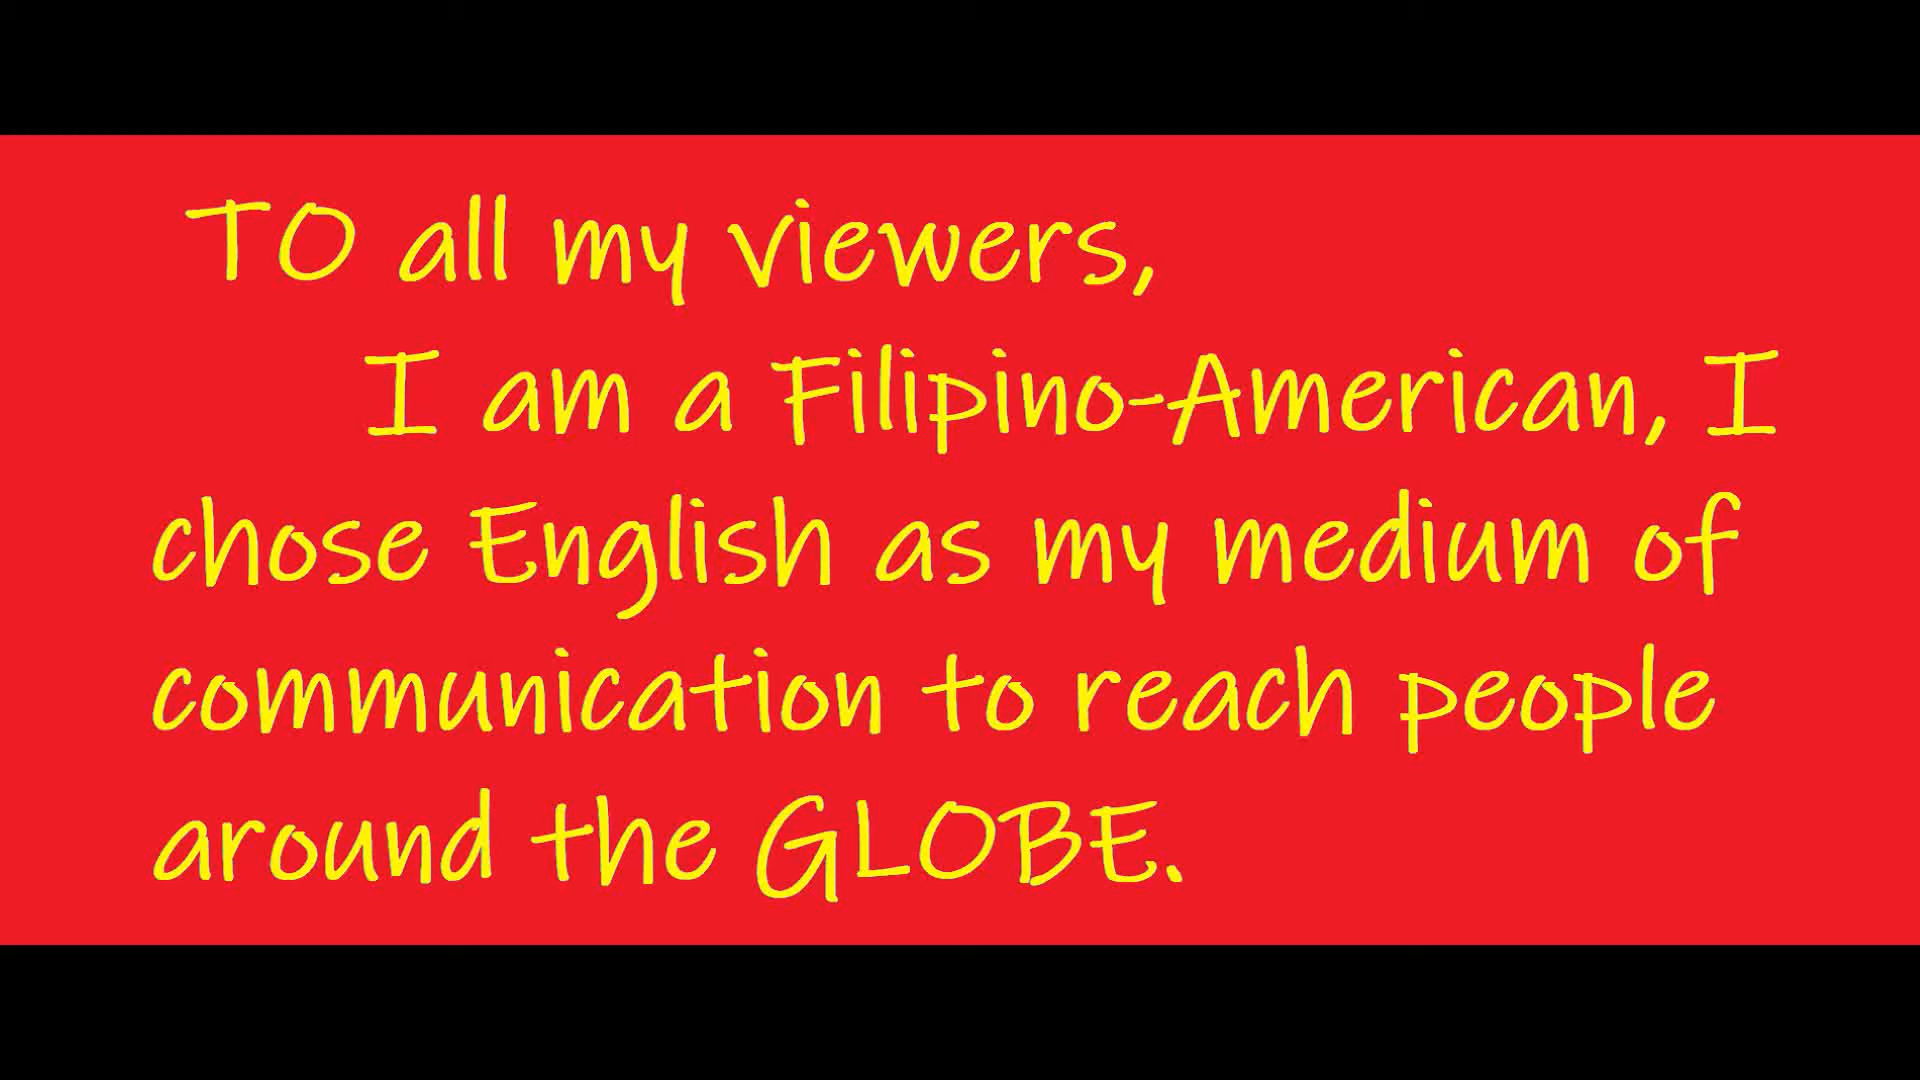 TO all my viewers,
I am a Filipino-American, I
chose English as my medium of
communication to reach people
around the GLOBE.